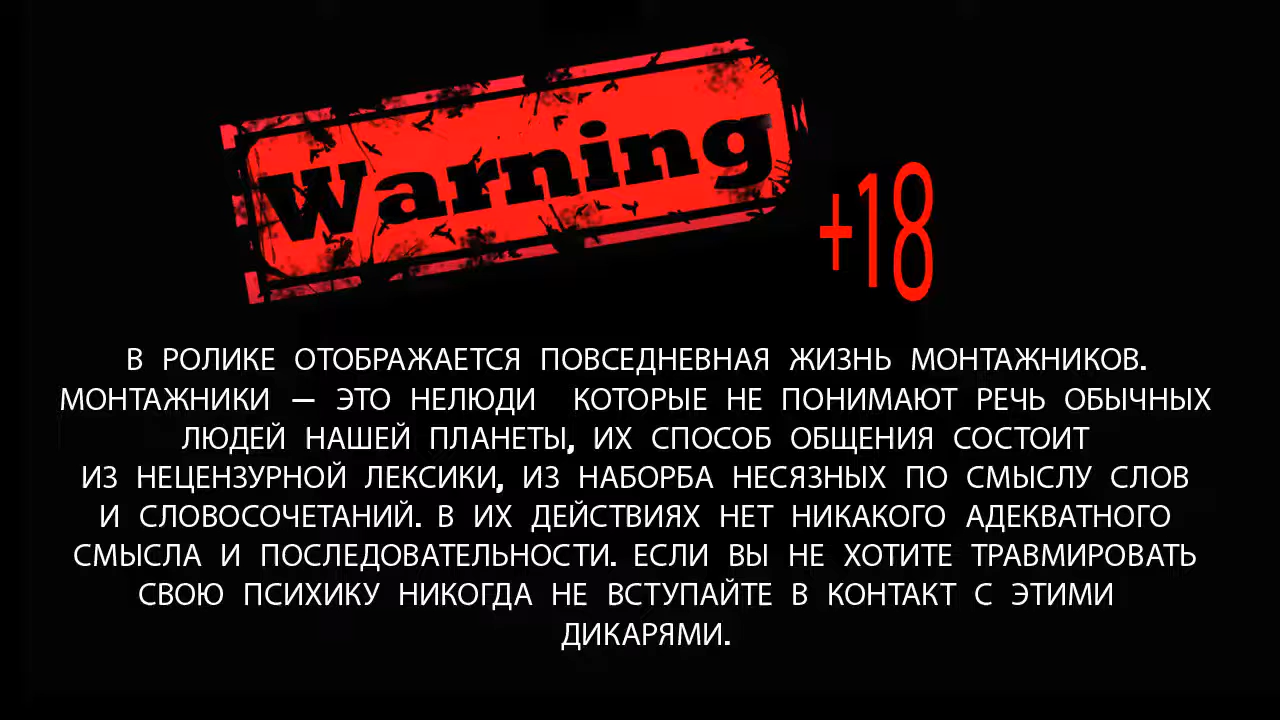 Warning
+18
В РОЛИКЕ ОТОБРАЖАЕТСЯ ПОВСЕДНЕВНАЯ ЖИЗНЬ МОНТАЖНИКОВ.
МОНТАЖНИКИ — ЭТО НЕЛЮДИ КОТОРЫЕ НЕ ПОНИМАЮТ РЕЧЬ ОБЫЧНЫХ
ЛЮДЕЙ НАШЕЙ ПЛАНЕТЫ, ИХ СПОСОБ ОБЩЕНИЯ СОСТОИТ
ИЗ НЕЦЕНЗУРНОЙ ЛЕКСИКИ, ИЗ НАБОРБА НЕСЯЗНЫХ ПО СМЫСЛУ СЛОВ
И СЛОВОСОЧЕТАНИЙ. В ИХ ДЕЙСТВИЯХ НЕТ НИКАКОГО АДЕКВАТНОГО
СМЫСЛА И ПОСЛЕДОВАТЕЛЬНОСТИ. ЕСЛИ ВЫ НЕ ХОТИТЕ ТРАВМИРОВАТЬ
СВОЮ ПСИХИКУ НИКОГДА НЕ ВСТУПАЙТЕ В КОНТАКТ С ЭТИМИ
ДИКАРЯМИ.